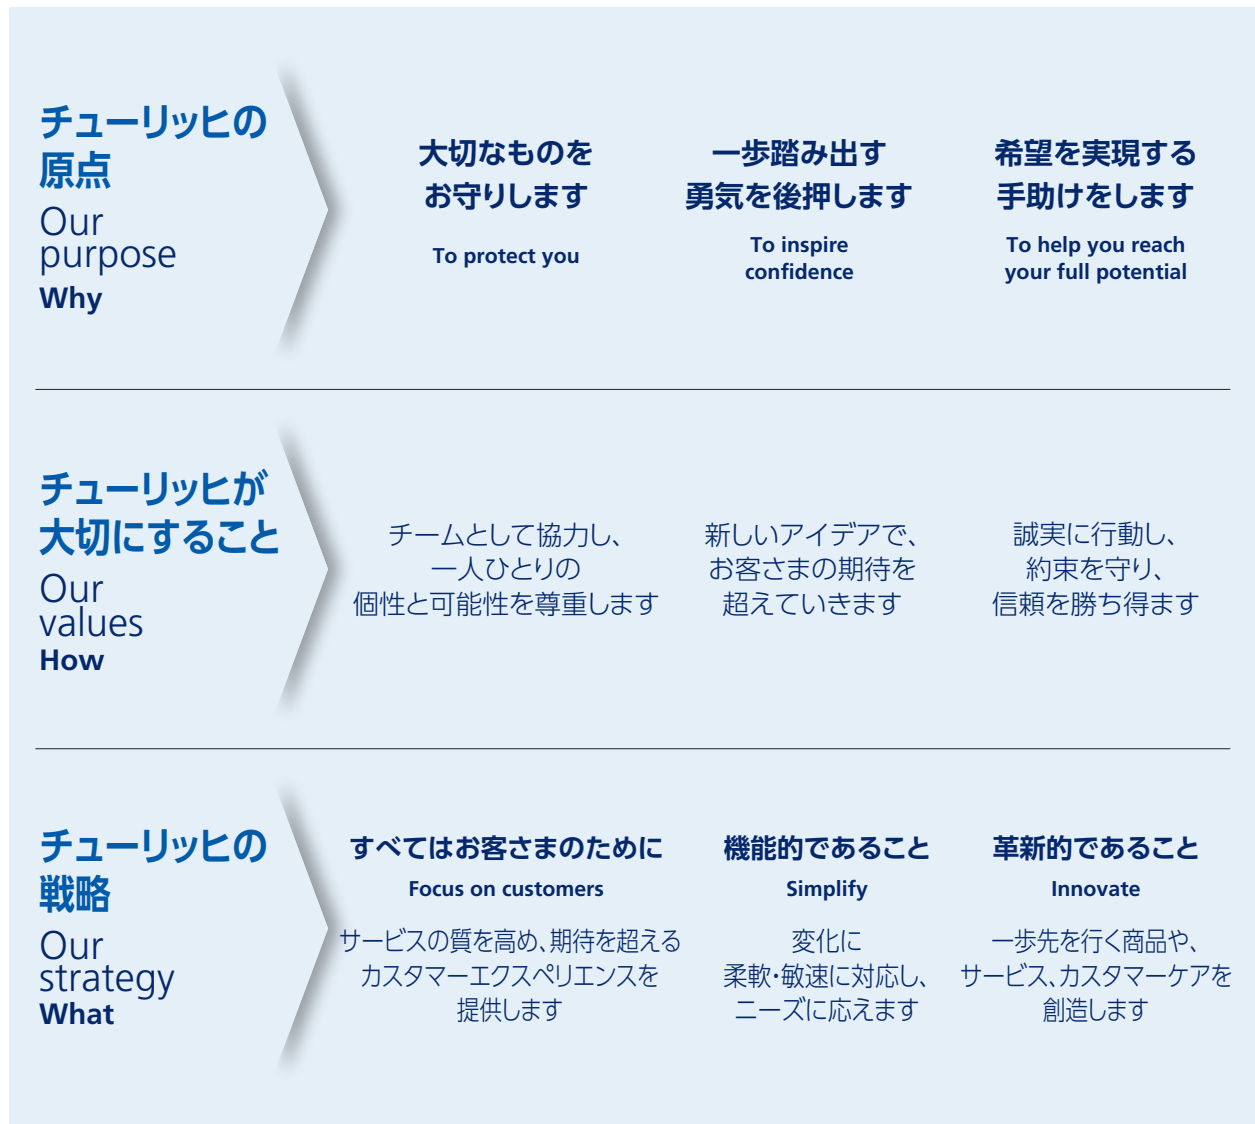 チューリッヒの
原点
Our
purpose
Why
大切なものを
お守りします
To protect you
一歩踏み出す
勇気を後押します
To inspire
confidence
希望を実現する
手助けをします
To help you reach
your full potential
チューリッヒが
大切にすること
Our
values
How
チームとして協力し、
一人ひとりの
個性と可能性を尊重します
新しいアイデアで、
お客さまの期待を
超えていきます
誠実に行動し、
約束を守り、
信頼を勝ち得ます
チューリッヒの
戦略
Our
strategy
What
すべてはお客さまのために
Focus on customers
サービスの質を高め、期待を超える
カスタマーエクスペリエンスを
提供します
機能的であること
Simplify
変化に
柔軟・敏速に対応し、
ニーズに応えます
革新的であること
Innovate
一歩先を行く商品や、
サービス、カスタマーケアを
創造します